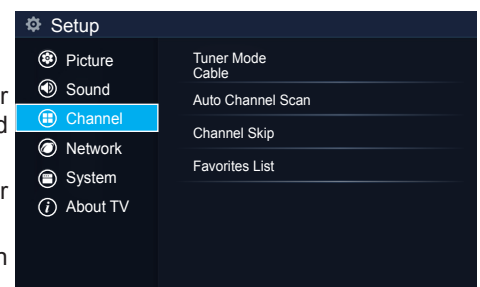 Setup
Picture
Sound
Channel
Network
System
About TV
Tuner Mode
Cable
Auto Channel Scan
Channel Skip
Favorites List